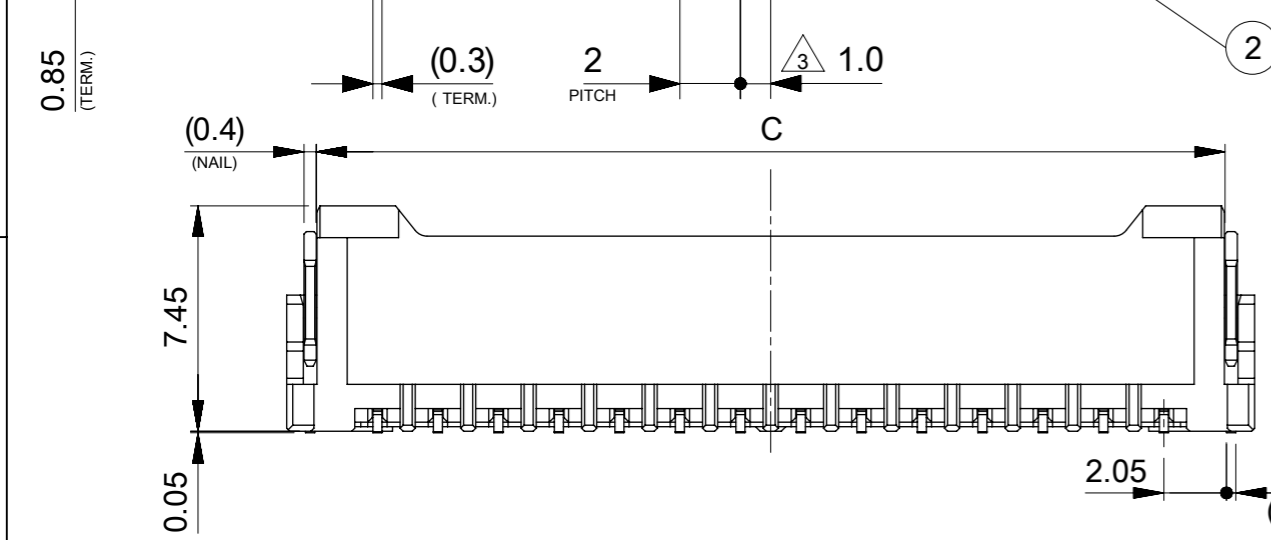 0.85
(TERM.)
(0.3)
( TERM.)
2
PITCH
3
1.0
2
(0.4)
(NAIL)
C
7.45
0.05
2.05
(